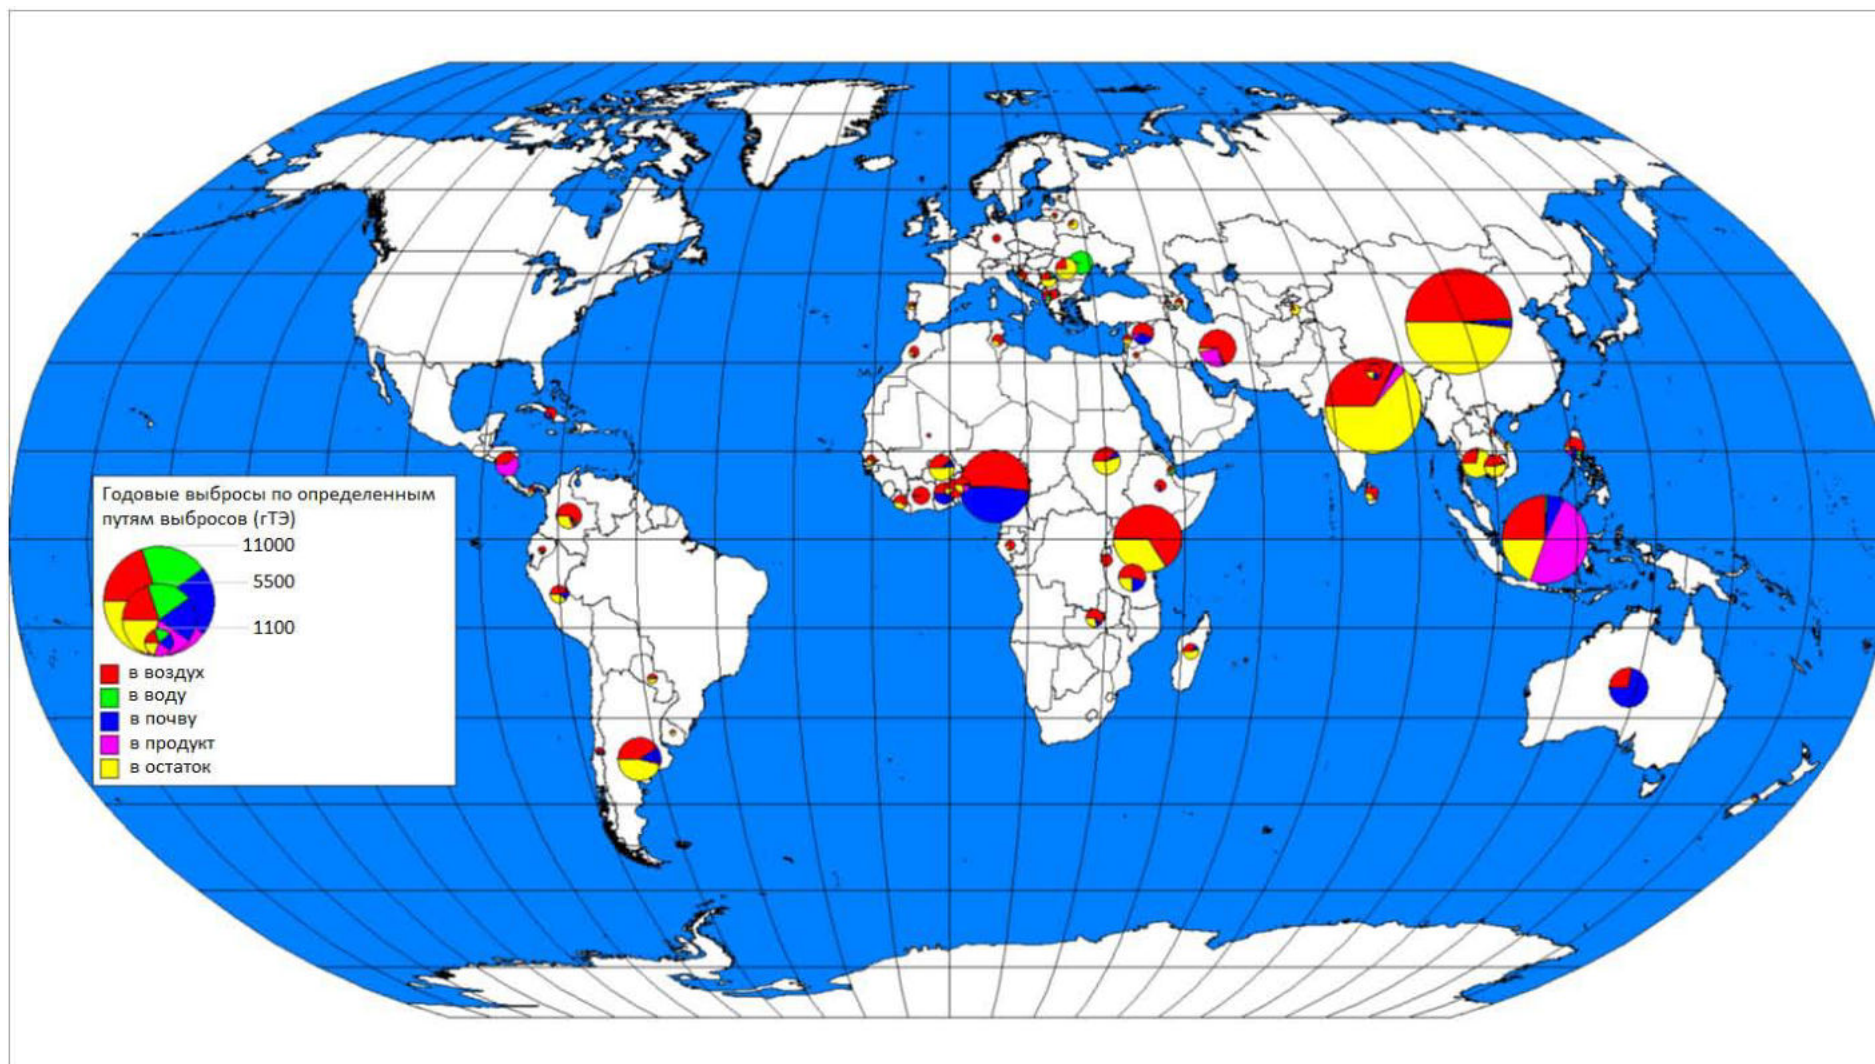 Годовые выбросы по определенным
путям выбросов (гТЭ)
11000
5500
1100
в воздух
в воду
в почву
в продукт
в остаток